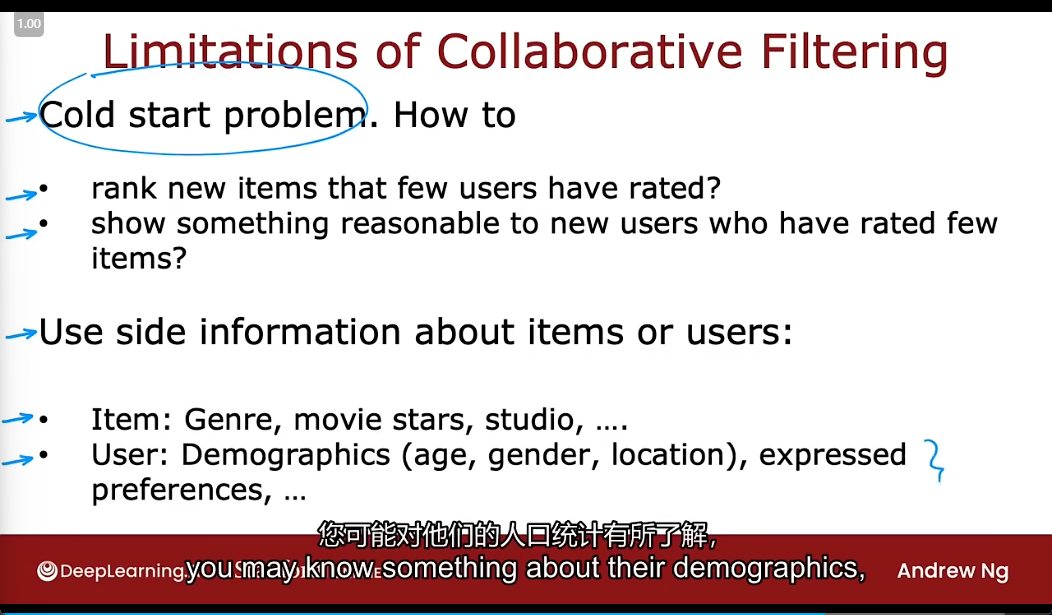 1.00
Limitations of Collaborative Filtering
Cold start problem. How to
• rank new items that few users have rated?
• show something reasonable to new users who have rated few
items?
Use side information about items or users:
• Item: Genre, movie stars, studio, ....
• User: Demographics (age, gender, location), expressed
preferences, ...
您可能对他们的人口统计有所了解，
DeepLearning.
you may know something about their demographics,
Andrew Ng